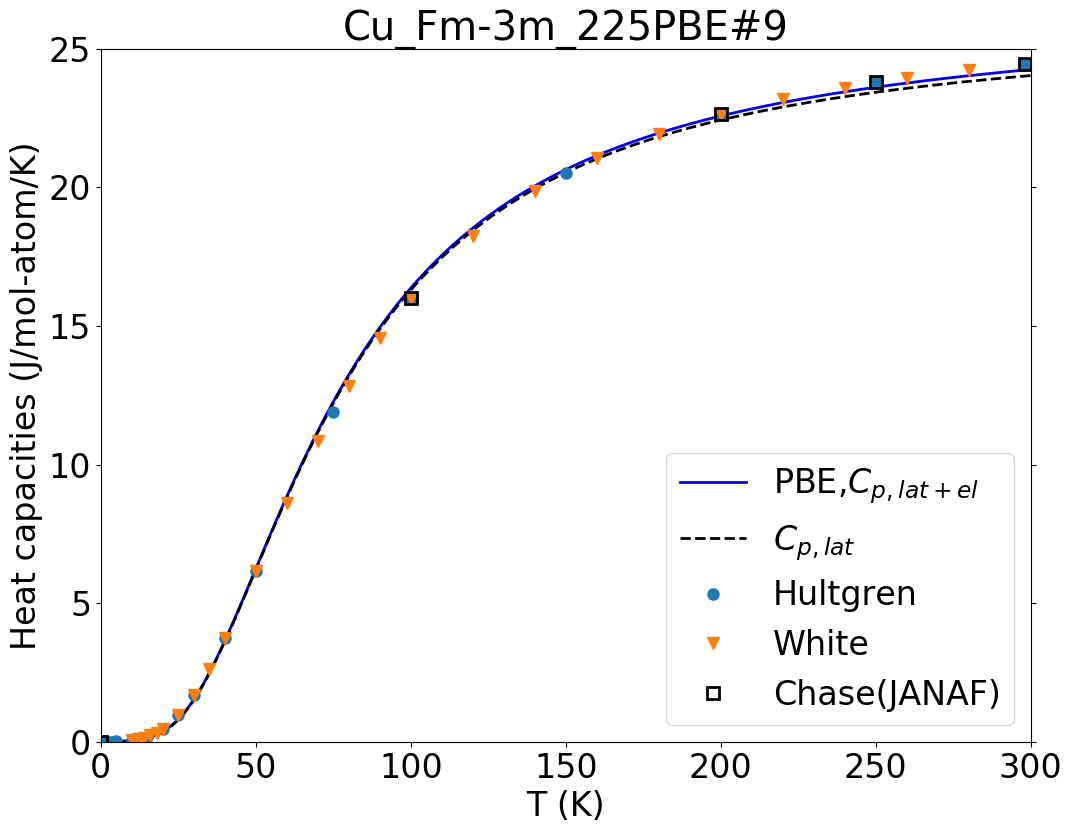 Cu_Fm-3m_225PBE#9
Heat capacities (J/mol-atom/K)
25
20
15
10
5
0
PBE,C_{p, lat+el}
C_{p, lat}
Hultgren
White
Chase(JANAF)
0 50 100 150 200 250 300
T (K)